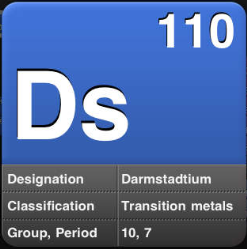 110
Ds
Designation Darmstadtium
Classification Transition metals
Group, Period 10, 7